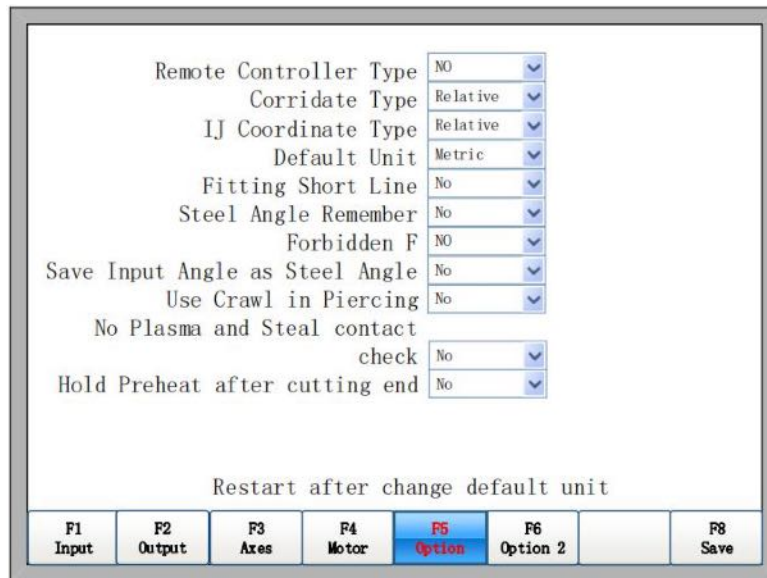 Remote Controller Type NO
Corridate Type Relative
IJ Coordinate Type Relative
Default Unit Metric
Fitting Short Line No
Steel Angle Remember No
Forbidden F NO
Save Input Angle as Steel Angle No
Use Crawl in Piercing No
No Plasma and Steal contact
check No
Hold Preheat after cutting end No
Restart after change default unit
F1 F2 F3 F4 F5 F6 F8
Input Output Axes Motor Option Option 2 Save